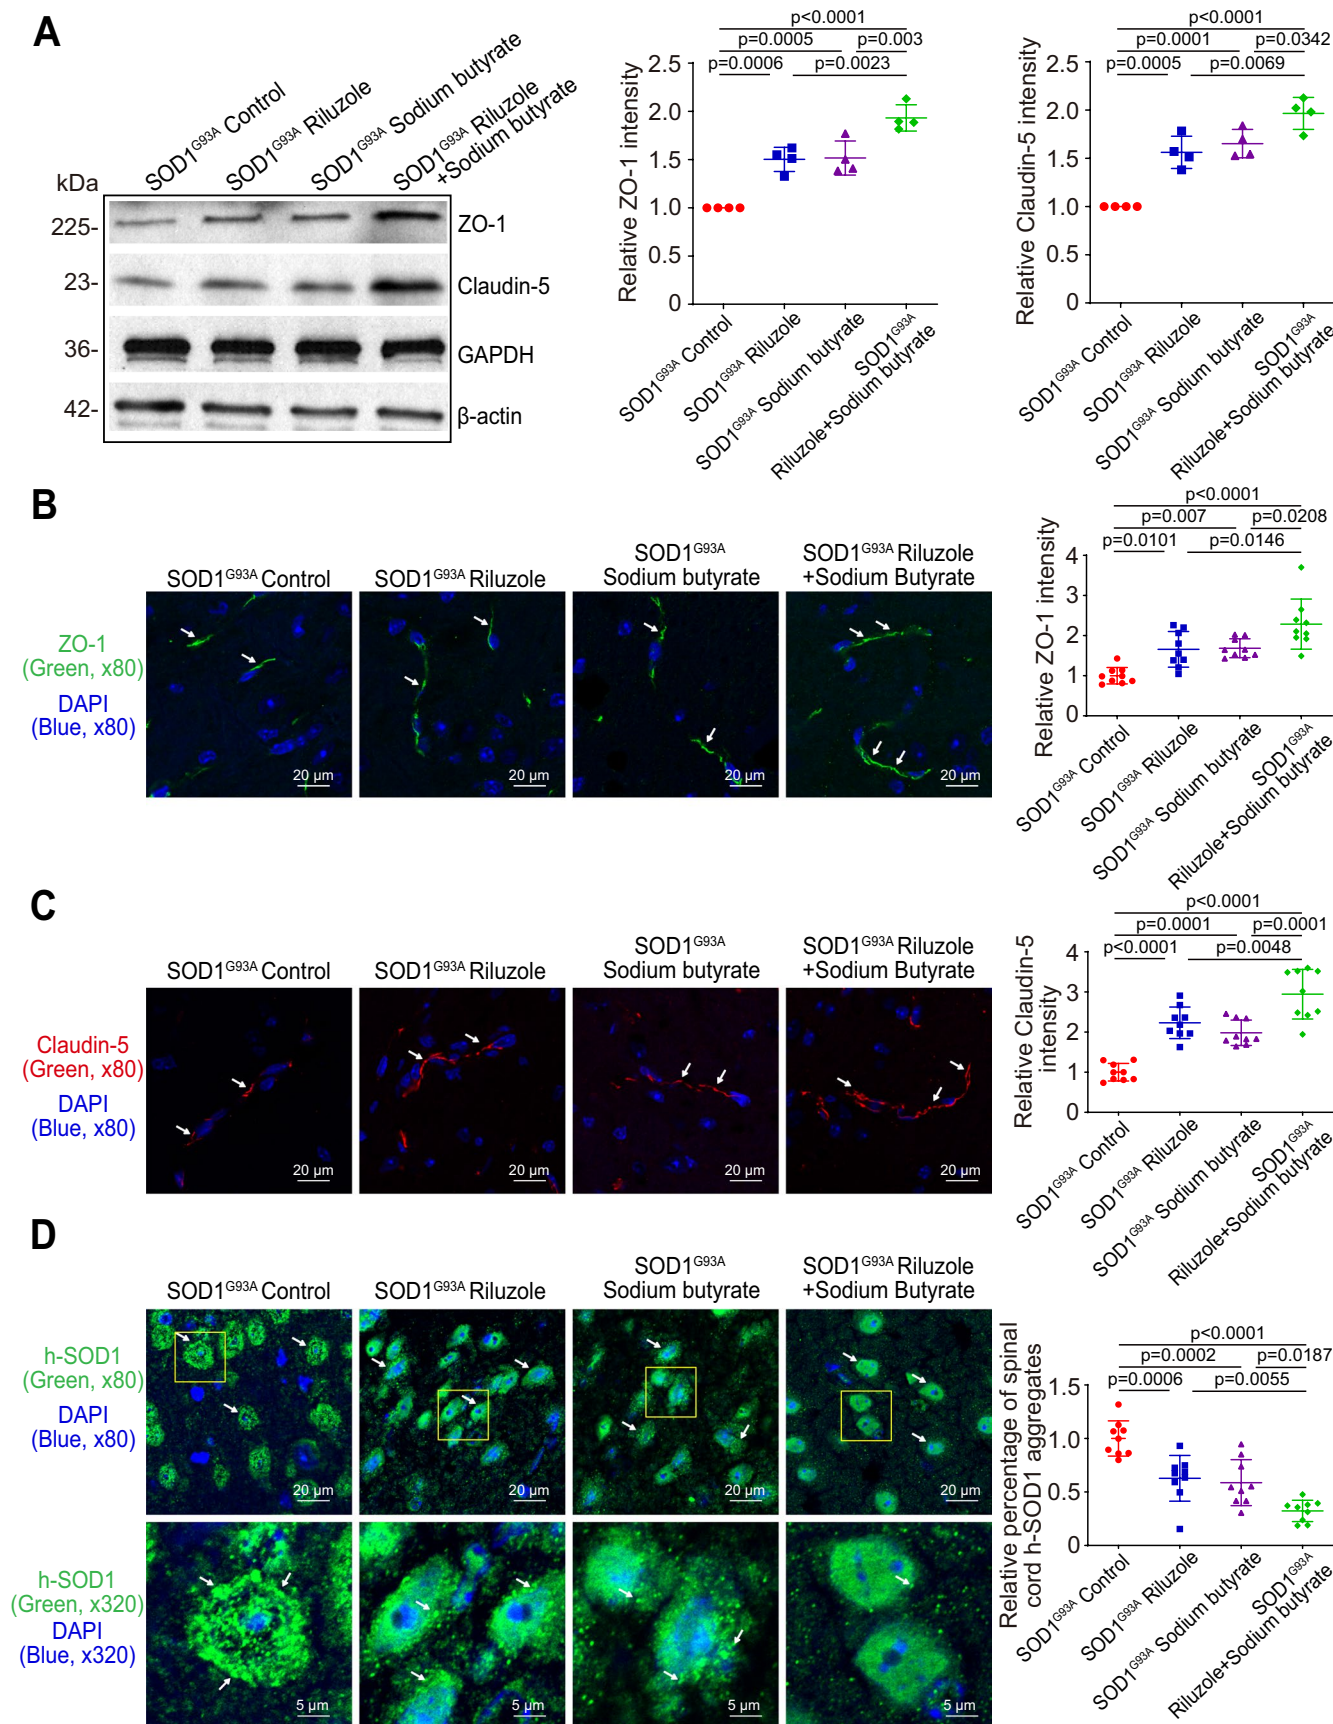 A
kDa
SOD1G93A Control
SOD1G93A Riluzole
SOD1G93A Sodium butyrate
SOD1G93A Riluzole
+Sodium butyrate
225-
ZO-1
23-
Claudin-5
36-
GAPDH
42-
β-actin
p<0.0001
p=0.0005 p=0.003
p=0.0006 p=0.0023
Relative ZO-1 intensity
2.5
2.0
1.5
1.0
0.5
0
SOD1G93A Control
SOD1G93A Riluzole
SOD1G93A Sodium butyrate
SOD1G93A
Riluzole+Sodium butyrate
p<0.0001
p=0.0001 p=0.0342
p=0.0005 p=0.0069
Relative Claudin-5 intensity
2.5
2.0
1.5
1.0
0.5
0
SOD1G93A Control
SOD1G93A Riluzole
SOD1G93A Sodium butyrate
SOD1G93A
Riluzole+Sodium butyrate
B
SOD1G93A Control
SOD1G93A Riluzole
SOD1G93A
Sodium butyrate
SOD1G93A Riluzole
+Sodium Butyrate
ZO-1
(Green, x80)
DAPI
(Blue, x80)
20 μm
20 μm
20 μm
20 μm
p<0.0001
p=0.007 p=0.0208
p=0.0101 p=0.0146
Relative ZO-1 intensity
4
3
2
1
0
SOD1G93A Control
SOD1G93A Riluzole
SOD1G93A Sodium butyrate
SOD1G93A
Riluzole+Sodium butyrate
C
SOD1G93A Control
SOD1G93A Riluzole
SOD1G93A
Sodium butyrate
SOD1G93A Riluzole
+Sodium Butyrate
Claudin-5
(Green, x80)
DAPI
(Blue, x80)
20 μm
20 μm
20 μm
20 μm
p<0.0001
p=0.0001 p=0.0001
p<0.0001 p=0.0048
Relative Claudin-5
intensity
4
3
2
1
0
SOD1G93A Control
SOD1G93A Riluzole
SOD1G93A Sodium butyrate
SOD1G93A
Riluzole+Sodium butyrate
D
SOD1G93A Control
SOD1G93A Riluzole
SOD1G93A
Sodium butyrate
SOD1G93A Riluzole
+Sodium Butyrate
h-SOD1
(Green, x80)
DAPI
(Blue, x80)
20 μm
20 μm
20 μm
20 μm
h-SOD1
(Green, x320)
DAPI
(Blue, x320)
5 μm
5 μm
5 μm
5 μm
p<0.0001
p=0.0002 p=0.0187
p=0.0006 p=0.0055
Relative percentage of spinal
cord h-SOD1 aggregates
1.5
1.0
0.5
0
SOD1G93A Control
SOD1G93A Riluzole
SOD1G93A Sodium butyrate
SOD1G93A
Riluzole+Sodium butyrate